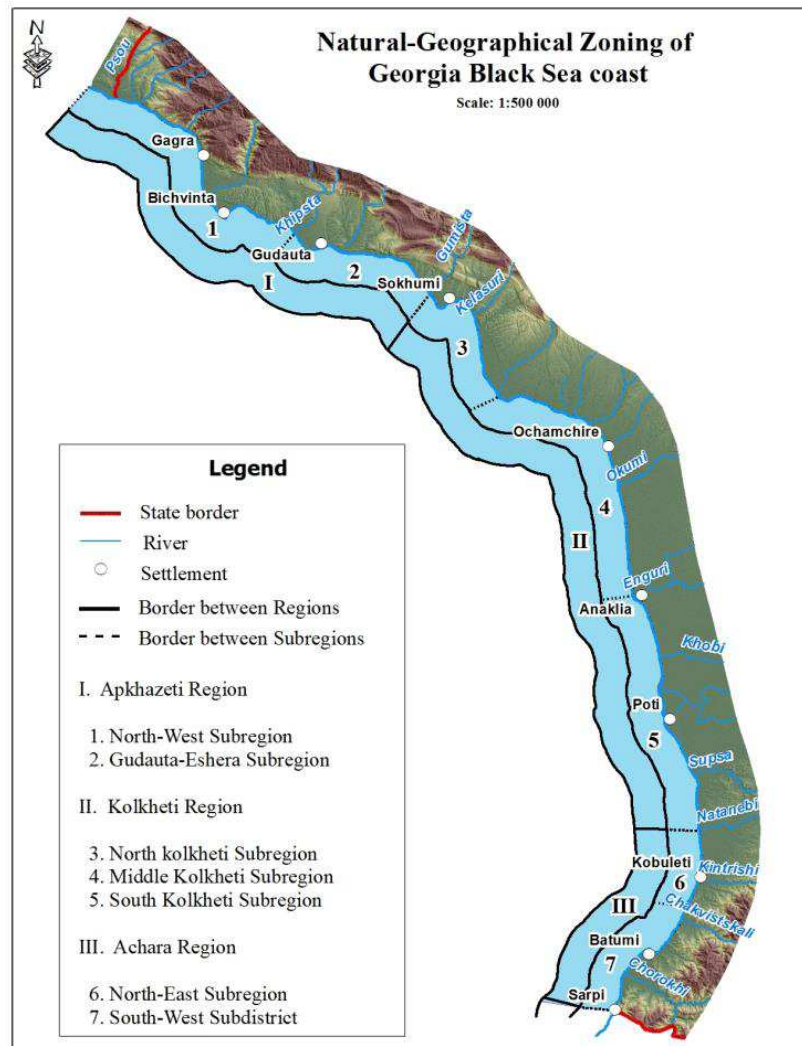 N
Natural-Geographical Zoning of
Georgia Black Sea coast
Scale: 1:500 000
Psou
Gagra
Bichvinta
1
Khipsta
Gudauta
2
I
Gumista
Sokhumi
Kelasuri
3
Ochamchire
Okumi
4
II
Enguri
Anaklia
Khobi
Poti
5
Supsa
Natanebi
Kobuleti
Kintrishi
6
Chakvistskali
III
Batumi
7
Chorokhi
Sarpi
Legend
State border
River
Settlement
Border between Regions
Border between Subregions
I. Apkhazeti Region
1. North-West Subregion
2. Gudauta-Eshera Subregion
II. Kolkheti Region
3. North kolkheti Subregion
4. Middle Kolkheti Subregion
5. South Kolkheti Subregion
III. Achara Region
6. North-East Subregion
7. South-West Subdistrict